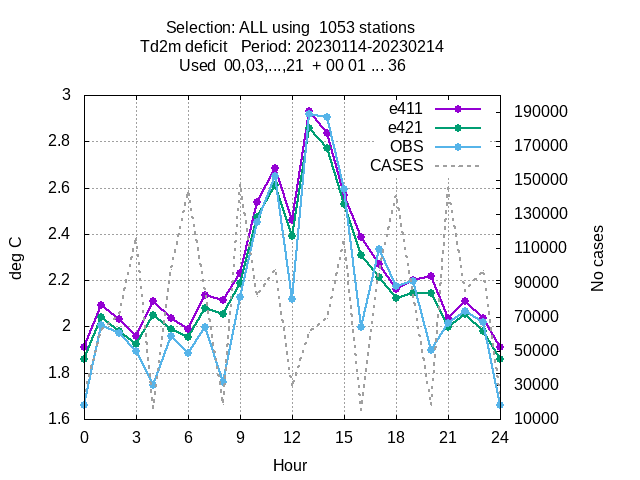 Selection: ALL using  1053 stations
Td2m deficit   Period: 20230114-20230214
Used  00,03,...,21  + 00 01 ... 36
e411
e421
OBS
CASES
3
2.8
2.6
2.4
2.2
2
1.8
1.6
deg C
190000
170000
150000
130000
110000
90000
70000
50000
30000
10000
No cases
0 3 6 9 12 15 18 21 24
Hour